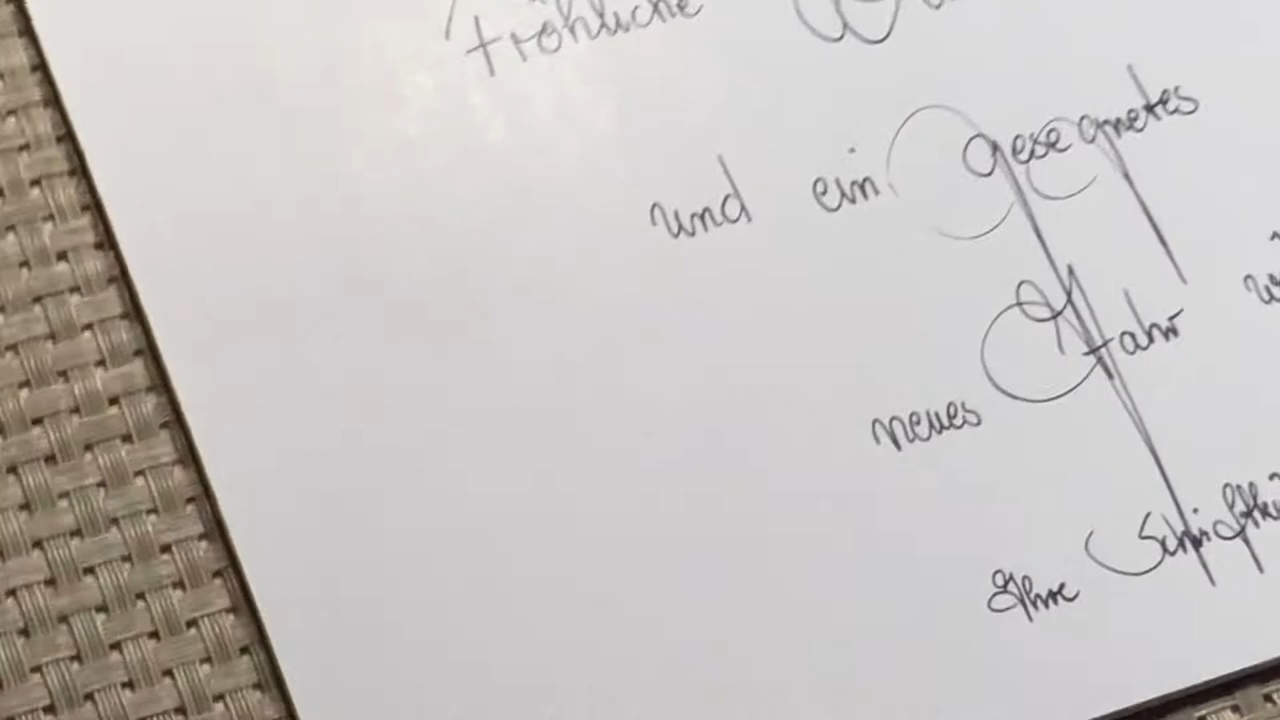 fröhliche
und ein gesegnetes
neues Jahr
Ihre